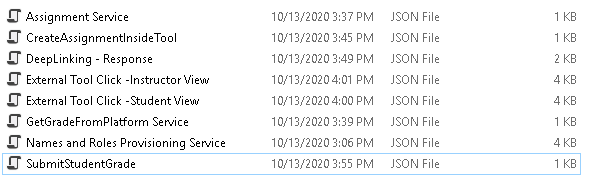 Assignment Service 10/13/2020 3:37 PM JSON File 1 KB
CreateAssignmentInsideTool 10/13/2020 3:45 PM JSON File 1 KB
DeepLinking - Response 10/13/2020 3:49 PM JSON File 2 KB
External Tool Click -Instructor View 10/13/2020 4:01 PM JSON File 4 KB
External Tool Click -Student View 10/13/2020 4:00 PM JSON File 4 KB
GetGradeFromPlatform Service 10/13/2020 3:39 PM JSON File 1 KB
Names and Roles Provisioning Service 10/13/2020 3:06 PM JSON File 4 KB
SubmitStudentGrade 10/13/2020 3:55 PM JSON File 1 KB